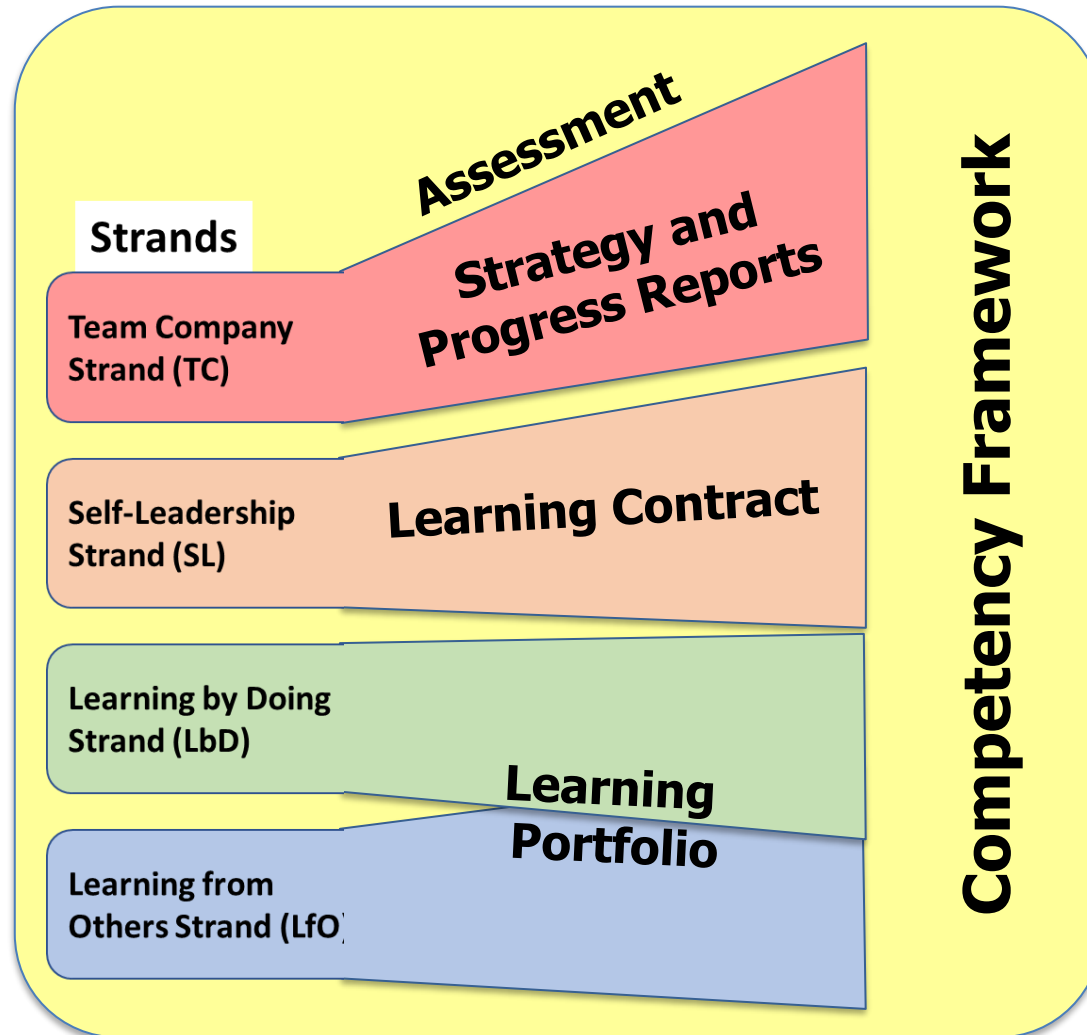 Assessment
Strands
Strategy and
Progress Reports
Team Company
Strand (TC)
Learning Contract
Self-Leadership
Strand (SL)
Learning by Doing
Strand (LbD)
Learning
Portfolio
Learning from
Others Strand (LfO)
Competency Framework